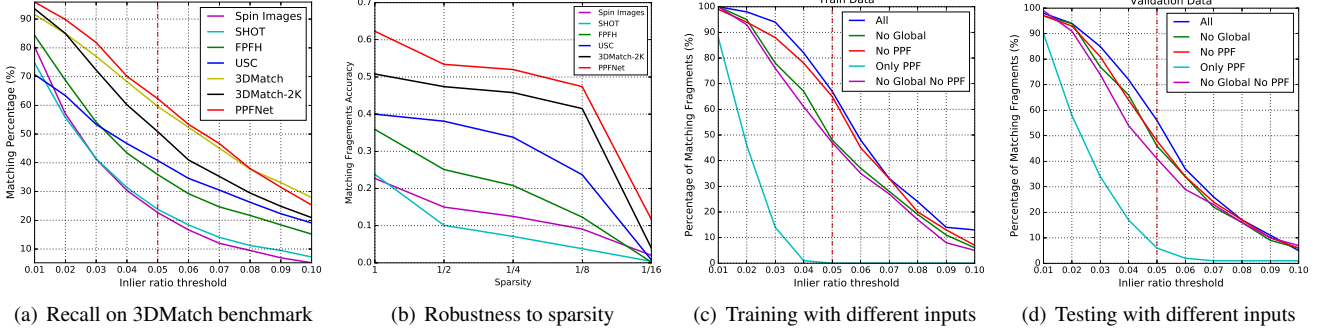 Matching Percentage (%)
90
80
70
60
50
40
30
20
10
0.01 0.02 0.03 0.04 0.05 0.06 0.07 0.08 0.09 0.10
Inlier ratio threshold
Spin Images
SHOT
FPFH
USC
3DMatch
3DMatch-2K
PPFNet
(a) Recall on 3DMatch benchmark
Matching Fragements Accuracy
0.7
0.6
0.5
0.4
0.3
0.2
0.1
0.0
1 1/2 1/4 1/8 1/16
Sparsity
Spin Images
SHOT
FPFH
USC
3DMatch-2K
PPFNet
(b) Robustness to sparsity
Train Data
Percentage of Matching Fragments (%)
100
90
80
70
60
50
40
30
20
10
0
0.01 0.02 0.03 0.04 0.05 0.06 0.07 0.08 0.09 0.10
Inlier ratio threshold
All
No Global
No PPF
Only PPF
No Global No PPF
(c) Training with different inputs
Validation Data
Percentage of Matching Fragments (%)
100
90
80
70
60
50
40
30
20
10
0
0.01 0.02 0.03 0.04 0.05 0.06 0.07 0.08 0.09 0.10
Inlier ratio threshold
All
No Global
No PPF
Only PPF
No Global No PPF
(d) Testing with different inputs